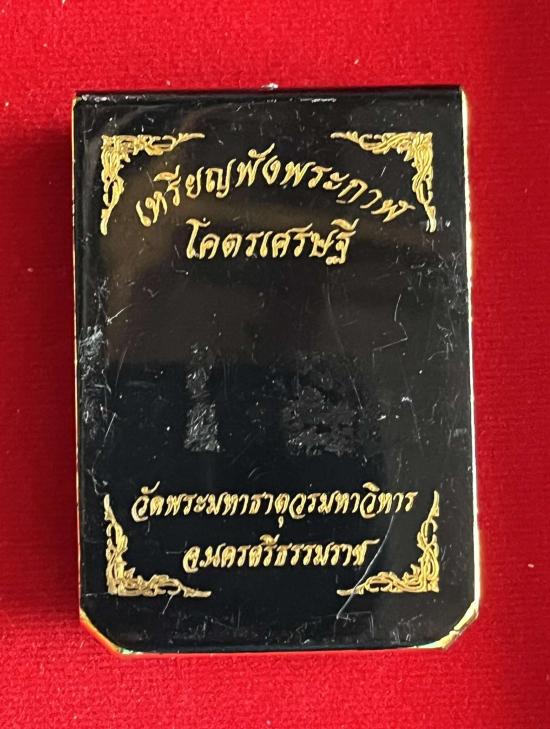 เหรียญพังพระกาฬ
โคตรเศรษฐี
วัดพระมหาธาตุวรมหาวิหาร
จ.นครศรีธรรมราช